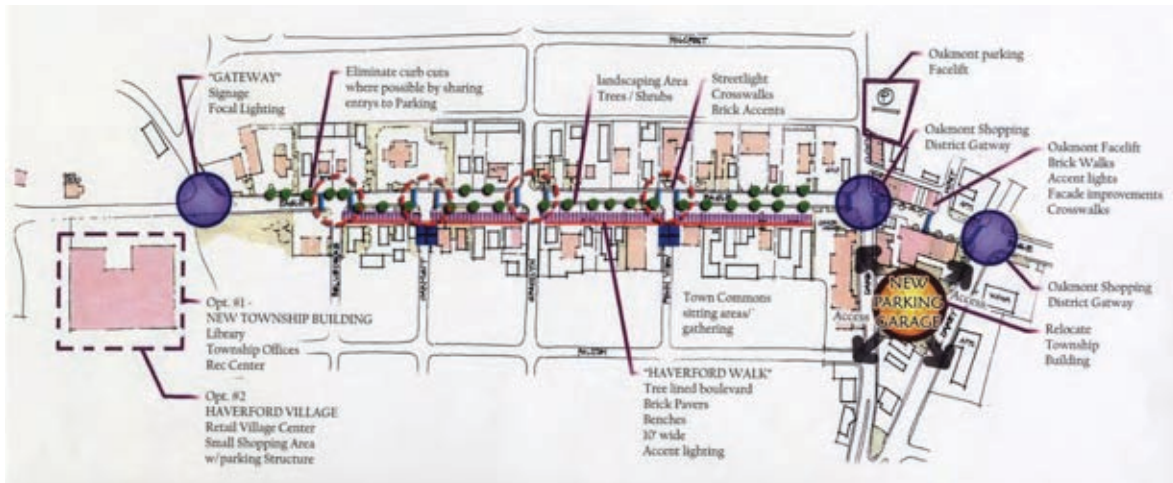 "GATEWAY"
Signage
Focal Lighting
Eliminate curb cuts
where possible by sharing
entrys to Parking
landscaping Area
Trees / Shrubs
Streetlight
Crosswalks
Brick Accents
Oakmont parking
Facelift
P
Oakmont Shopping
District Gatway
Oakmont Facelift
Brick Walks
Accent lights
Facade improvements
Crosswalks
Opt. #1 -
NEW TOWNSHIP BUILDING
Library
Township Offices
Rec Center
Opt. #2
HAVERFORD VILLAGE
Retail Village Center
Small Shopping Area
w/parking Structure
Town Commons
sitting areas/
gathering
"HAVERFORD WALK"
Tree lined boulevard
Brick Pavers
Benches
10' wide
Accent lighting
Access
NEW
PARKING
GARAGE
Access
Oakmont Shopping
District Gatway
Relocate
Township
Building